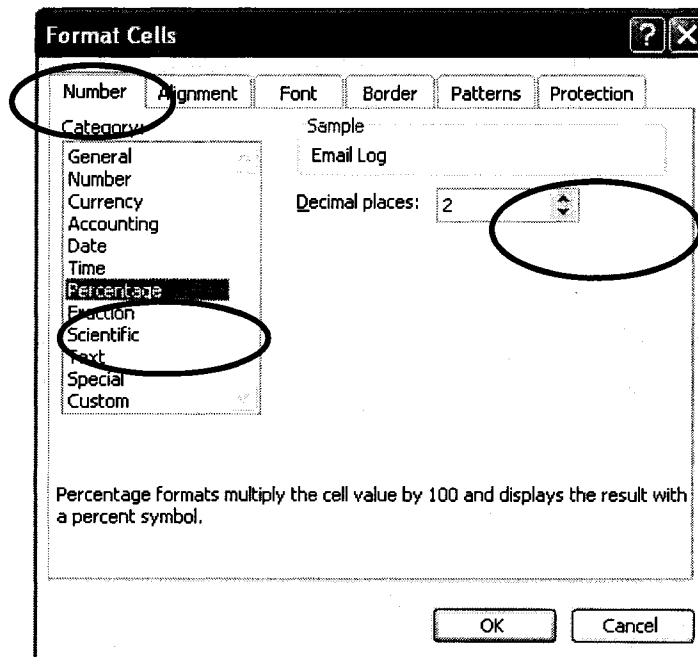 Format Cells
Number Alignment Font Border Patterns Protection
Category:
General
Number
Currency
Accounting
Date
Time
Percentage
Fraction
Scientific
Text
Special
Custom
Sample
Email Log
Decimal places: 2
Percentage formats multiply the cell value by 100 and displays the result with
a percent symbol.
OK Cancel